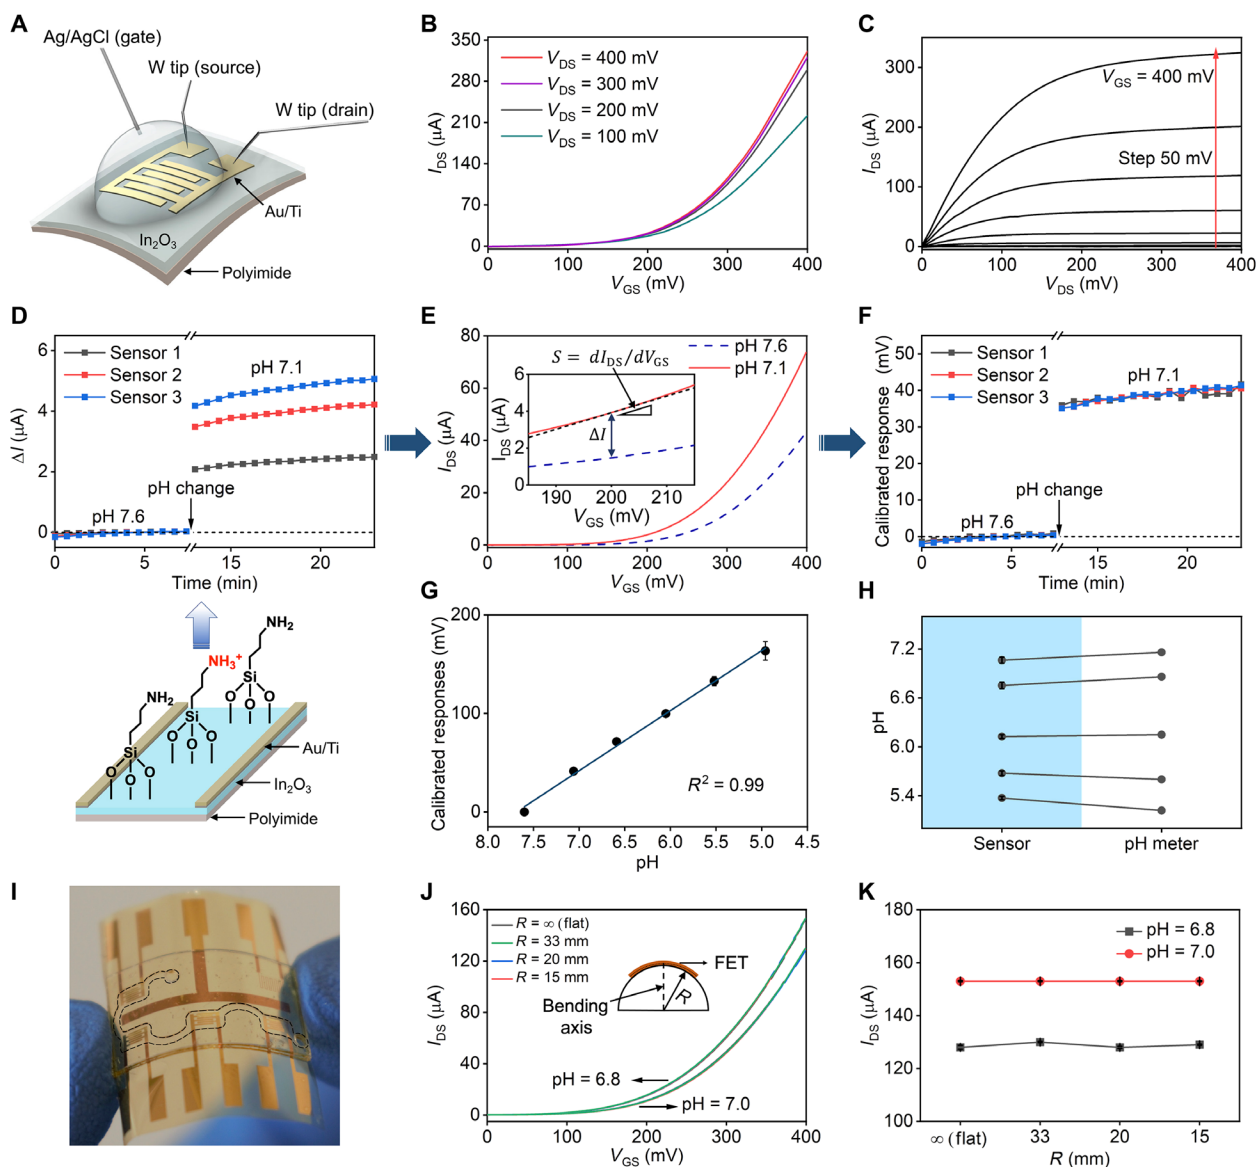 A
Ag/AgCl (gate)
W tip (source)
W tip (drain)
Au/Ti
In2O3
Polyimide
B
350
280
210
140
70
0
IDS (μA)
VDS = 400 mV
VDS = 300 mV
VDS = 200 mV
VDS = 100 mV
0 100 200 300 400
VGS (mV)
C
300
200
100
0
IDS (μA)
VGS = 400 mV
Step 50 mV
0 100 200 300 400
VDS (mV)
D
6
4
2
0
ΔI (μA)
Sensor 1
Sensor 2
Sensor 3
pH 7.1
pH change
pH 7.6
0 5 15 20
Time (min)
E
80
60
40
20
0
IDS (μA)
S = dIDS/dVGS
pH 7.6
pH 7.1
6
4
2
0
IDS (μA)
ΔI
190 200 210
VGS (mV)
0 100 200 300 400
VGS (mV)
F
50
40
30
20
10
0
Calibrated response (mV)
Sensor 1
Sensor 2
Sensor 3
pH 7.1
pH change
pH 7.6
0 5 15 20
Time (min)
NH2
NH3+
NH2
Si
Si
Si
O O O
O O O
O O O
Au/Ti
In2O3
Polyimide
G
200
100
0
Calibrated responses (mV)
R2 = 0.99
8.0 7.5 7.0 6.5 6.0 5.5 5.0 4.5
pH
H
7.2
6.6
6.0
5.4
pH
Sensor pH meter
I
J
160
120
80
40
0
IDS (μA)
R = ∞ (flat)
R = 33 mm
R = 20 mm
R = 15 mm
FET
R
Bending
axis
pH = 6.8
pH = 7.0
0 100 200 300 400
VGS (mV)
K
180
160
140
120
100
IDS (μA)
pH = 6.8
pH = 7.0
∞ (flat) 33 20 15
R (mm)